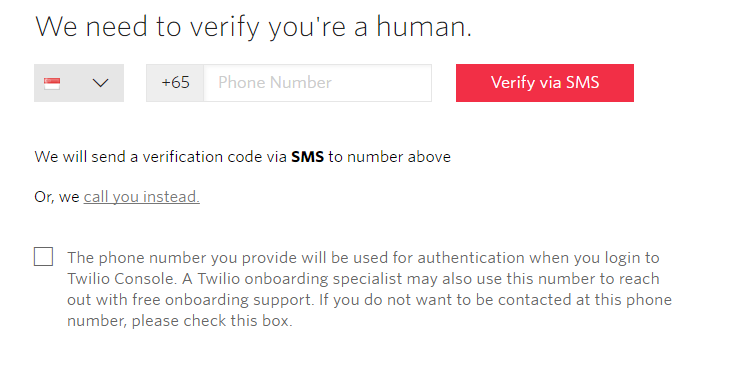 We need to verify you're a human.
+65 Phone Number Verify via SMS
We will send a verification code via SMS to number above
Or, we call you instead.
The phone number you provide will be used for authentication when you login to
Twilio Console. A Twilio onboarding specialist may also use this number to reach
out with free onboarding support. If you do not want to be contacted at this phone
number, please check this box.